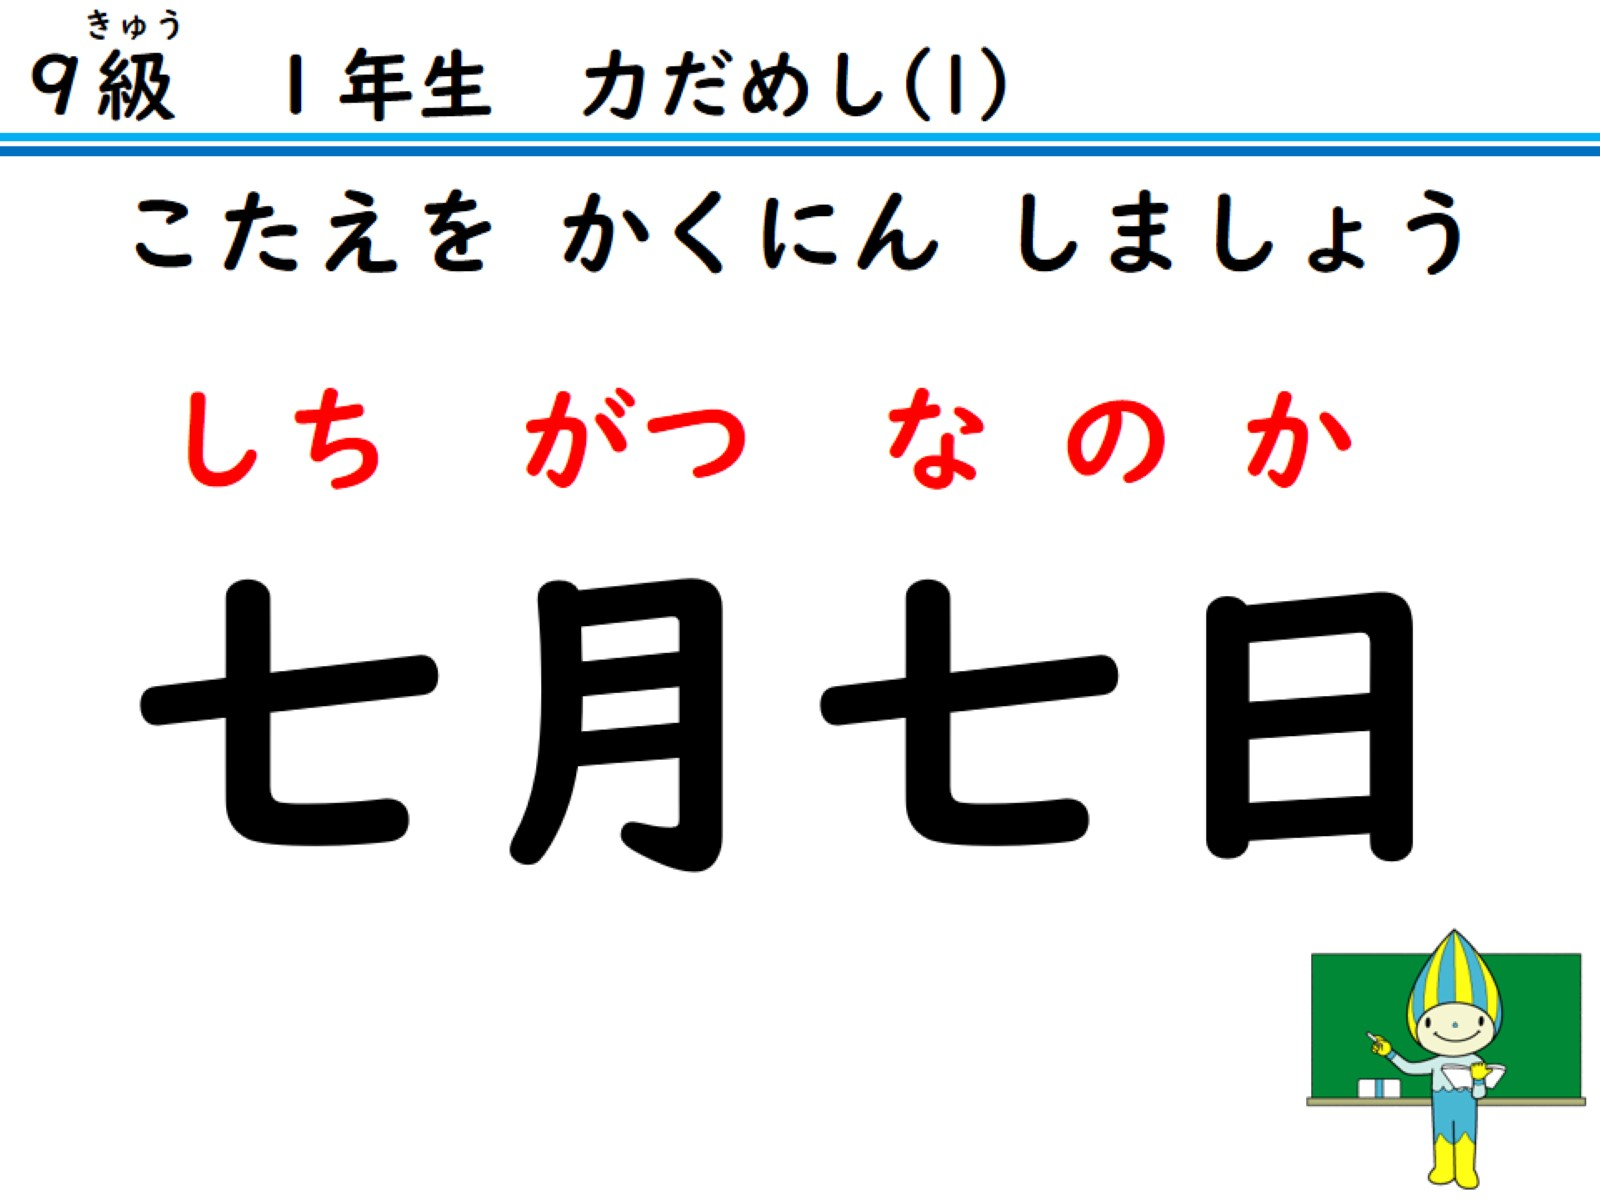 きゅう
９級　１年生　力だめし(1)
こたえを かくにん しましょう
しち　がつ　な の か
七月七日